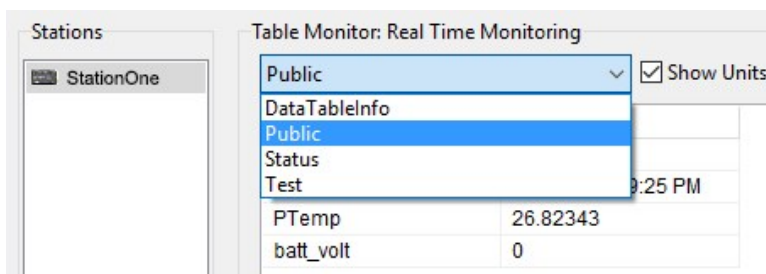 Stations
Table Monitor: Real Time Monitoring
StationOne
Public
Show Units
DataTableInfo
Public
Status
Test
9:25 PM
PTemp 26.82343
batt_volt 0